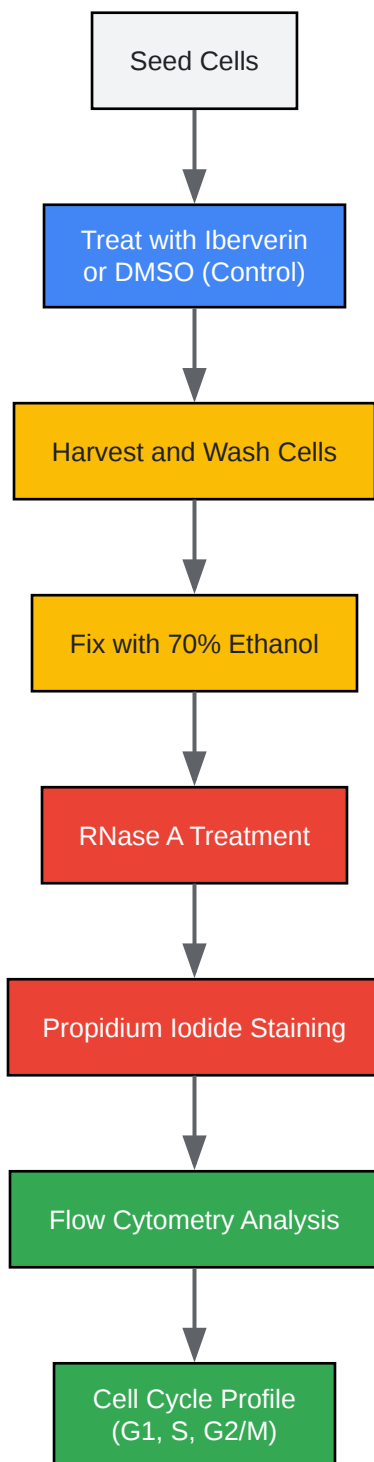 Seed Cells
Treat with Iberverin
or DMSO (Control)
Harvest and Wash Cells
Fix with 70% Ethanol
RNase A Treatment
Propidium Iodide Staining
Flow Cytometry Analysis
Cell Cycle Profile
(G1, S, G2/M)